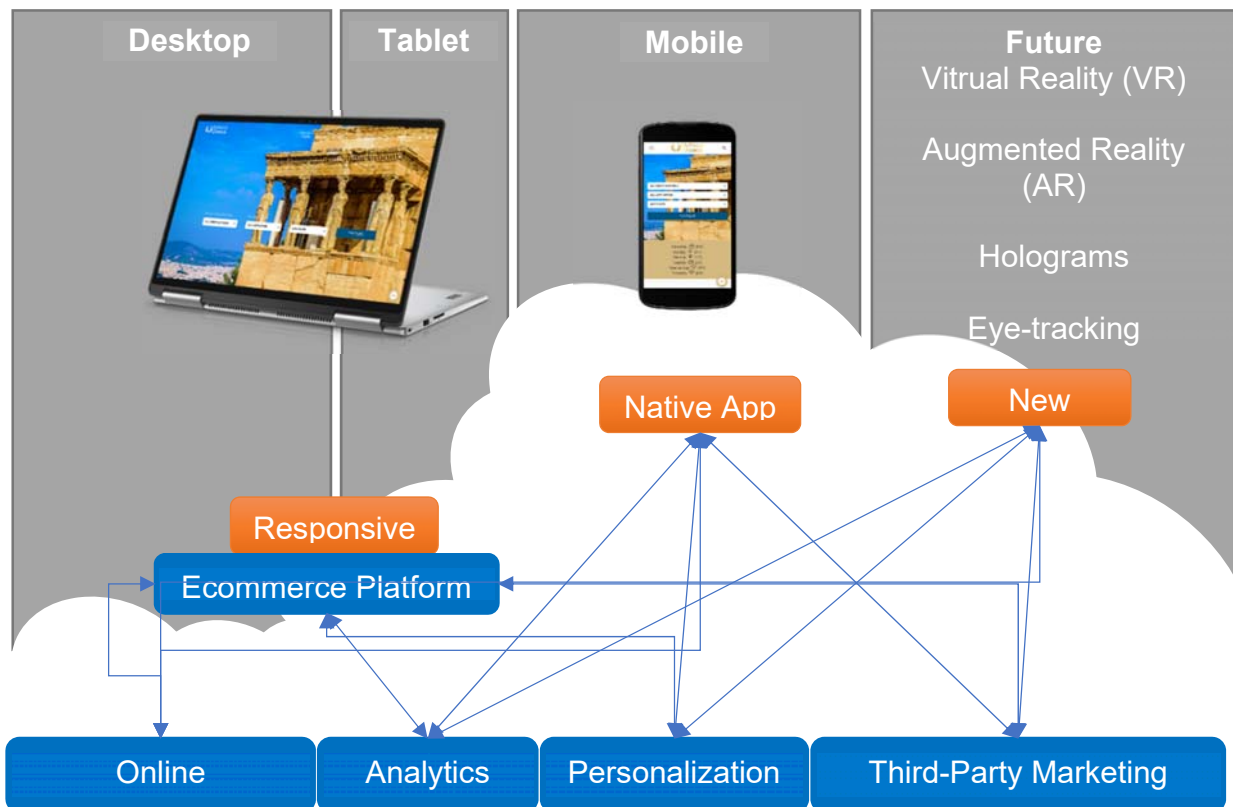 Desktop
Tablet
Mobile
Future
Vitrual Reality (VR)
Augmented Reality
(AR)
Holograms
Eye-tracking
Native App
New
Responsive
Ecommerce Platform
Online
Analytics
Personalization
Third-Party Marketing